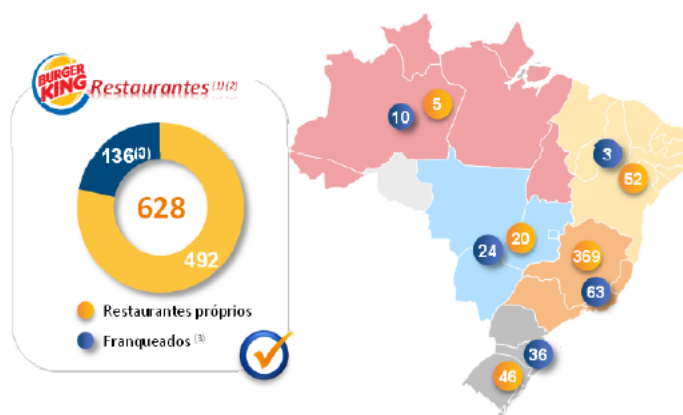 BURGER
KING
Restaurantes (1)(2)
136(3)
628
492
Restaurantes próprios
Franqueados (3)
5
10
3
52
20
24
369
63
36
46